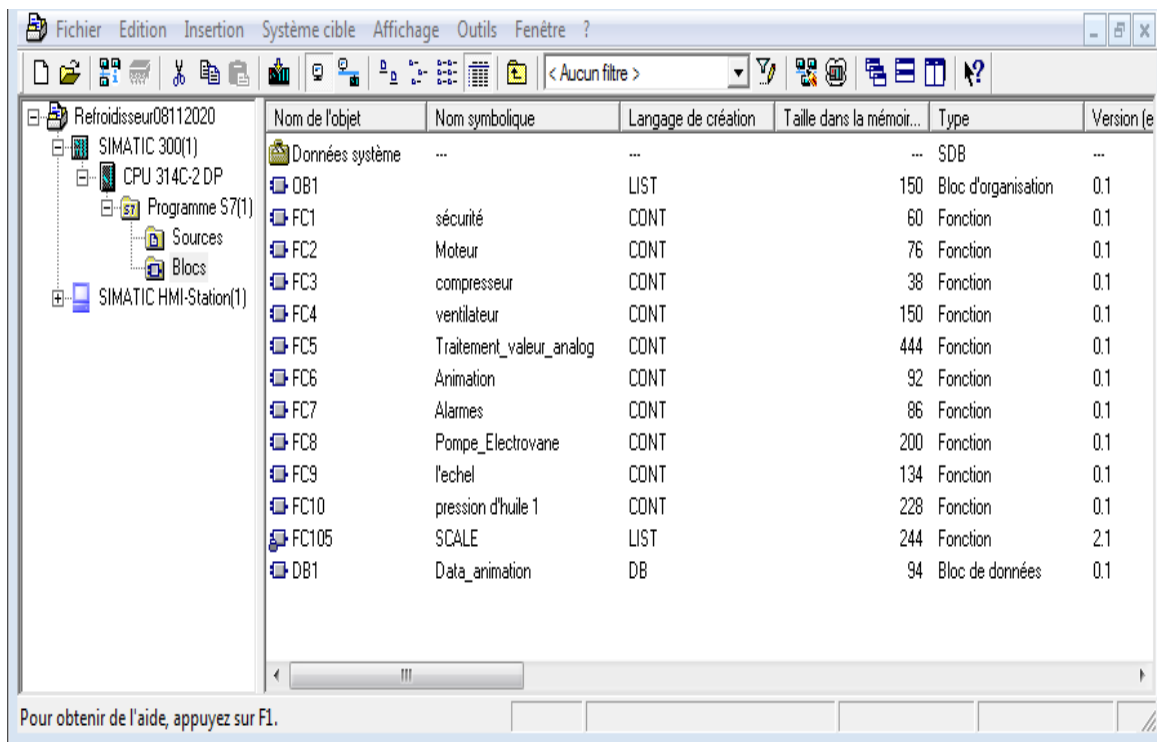 Fichier Edition Insertion Système cible Affichage Outils Fenêtre ?
< Aucun filtre >
Refroidisseur08112020
SIMATIC 300(1)
CPU 314C-2 DP
Programme S7(1)
Sources
Blocs
SIMATIC HMI-Station(1)
Nom de l'objet Nom symbolique Langage de création Taille dans la mémoir... Type Version (e
Données système --- --- --- SDB ---
OB1 LIST 150 Bloc d'organisation 0.1
FC1 sécurité CONT 60 Fonction 0.1
FC2 Moteur CONT 76 Fonction 0.1
FC3 compresseur CONT 38 Fonction 0.1
FC4 ventilateur CONT 150 Fonction 0.1
FC5 Traitement_valeur_analog CONT 444 Fonction 0.1
FC6 Animation CONT 92 Fonction 0.1
FC7 Alarmes CONT 86 Fonction 0.1
FC8 Pompe_Electrovane CONT 200 Fonction 0.1
FC9 l'echel CONT 134 Fonction 0.1
FC10 pression d'huile 1 CONT 228 Fonction 0.1
FC105 SCALE LIST 244 Fonction 2.1
DB1 Data_animation DB 94 Bloc de données 0.1
Pour obtenir de l'aide, appuyez sur F1.